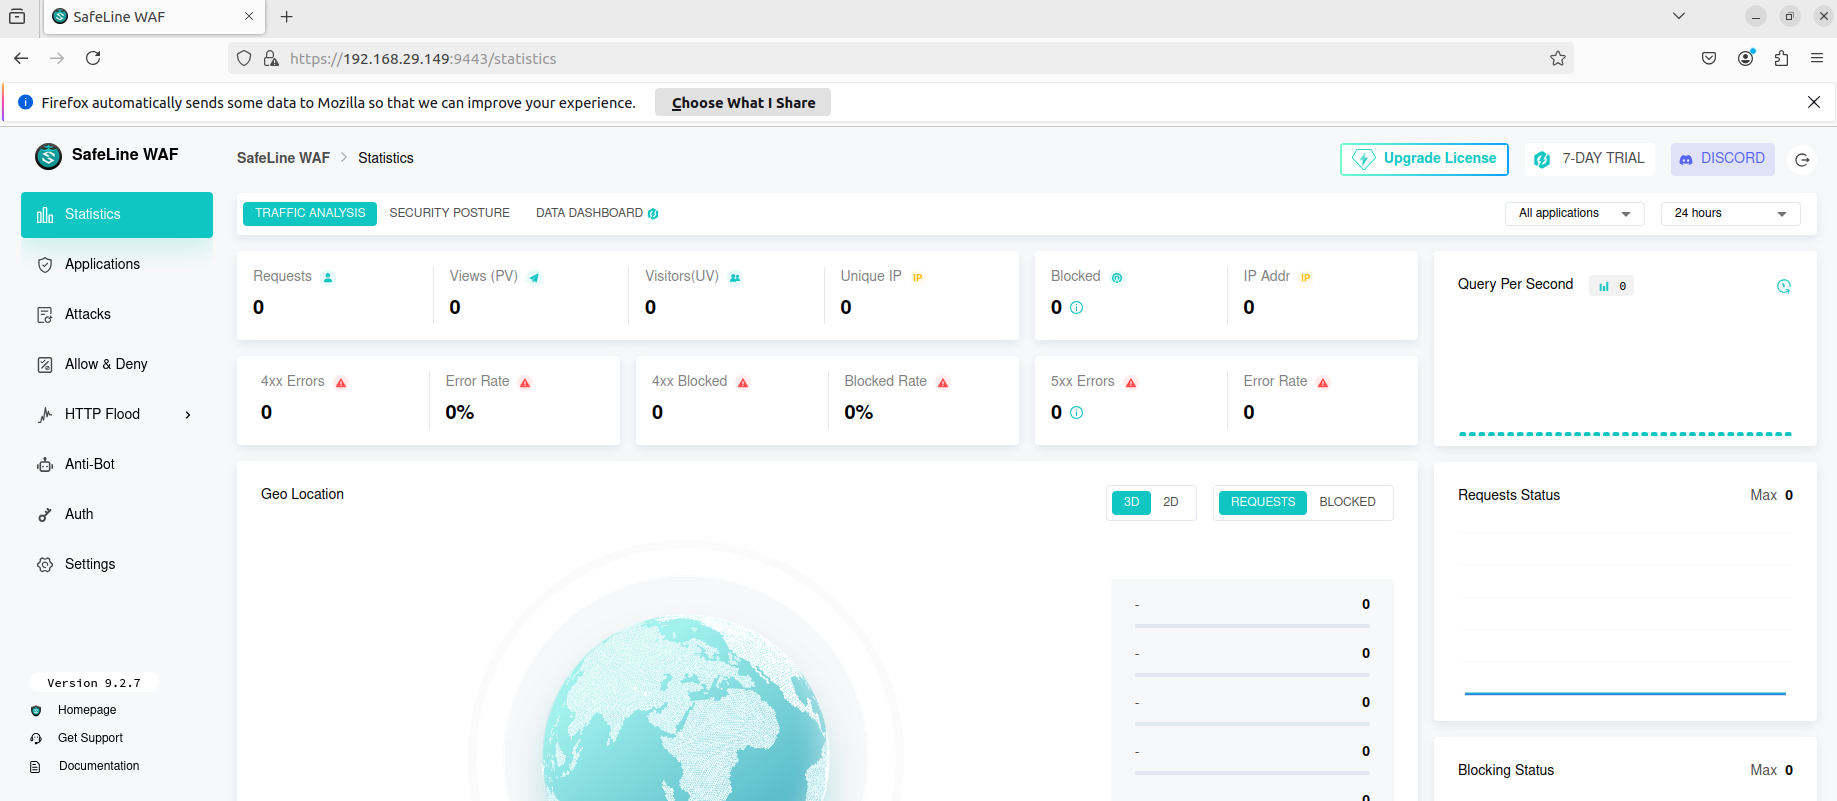 SafeLine WAF
https://192.168.29.149:9443/statistics
Firefox automatically sends some data to Mozilla so that we can improve your experience. Choose What I Share
SafeLine WAF
SafeLine WAF > Statistics
Upgrade License
7-DAY TRIAL
DISCORD
Statistics
Applications
Attacks
Allow & Deny
HTTP Flood
Anti-Bot
Auth
Settings
Version 9.2.7
Homepage
Get Support
Documentation
TRAFFIC ANALYSIS SECURITY POSTURE DATA DASHBOARD
All applications 24 hours
Requests Views (PV) Visitors(UV) Unique IP IP
0 0 0 0
Blocked IP Addr IP
0 0
Query Per Second 0
4xx Errors Error Rate
0 0%
4xx Blocked Blocked Rate
0 0%
5xx Errors Error Rate
0 0
Geo Location
3D 2D REQUESTS BLOCKED
- 0
- 0
- 0
- 0
0
Requests Status Max 0
Blocking Status Max 0